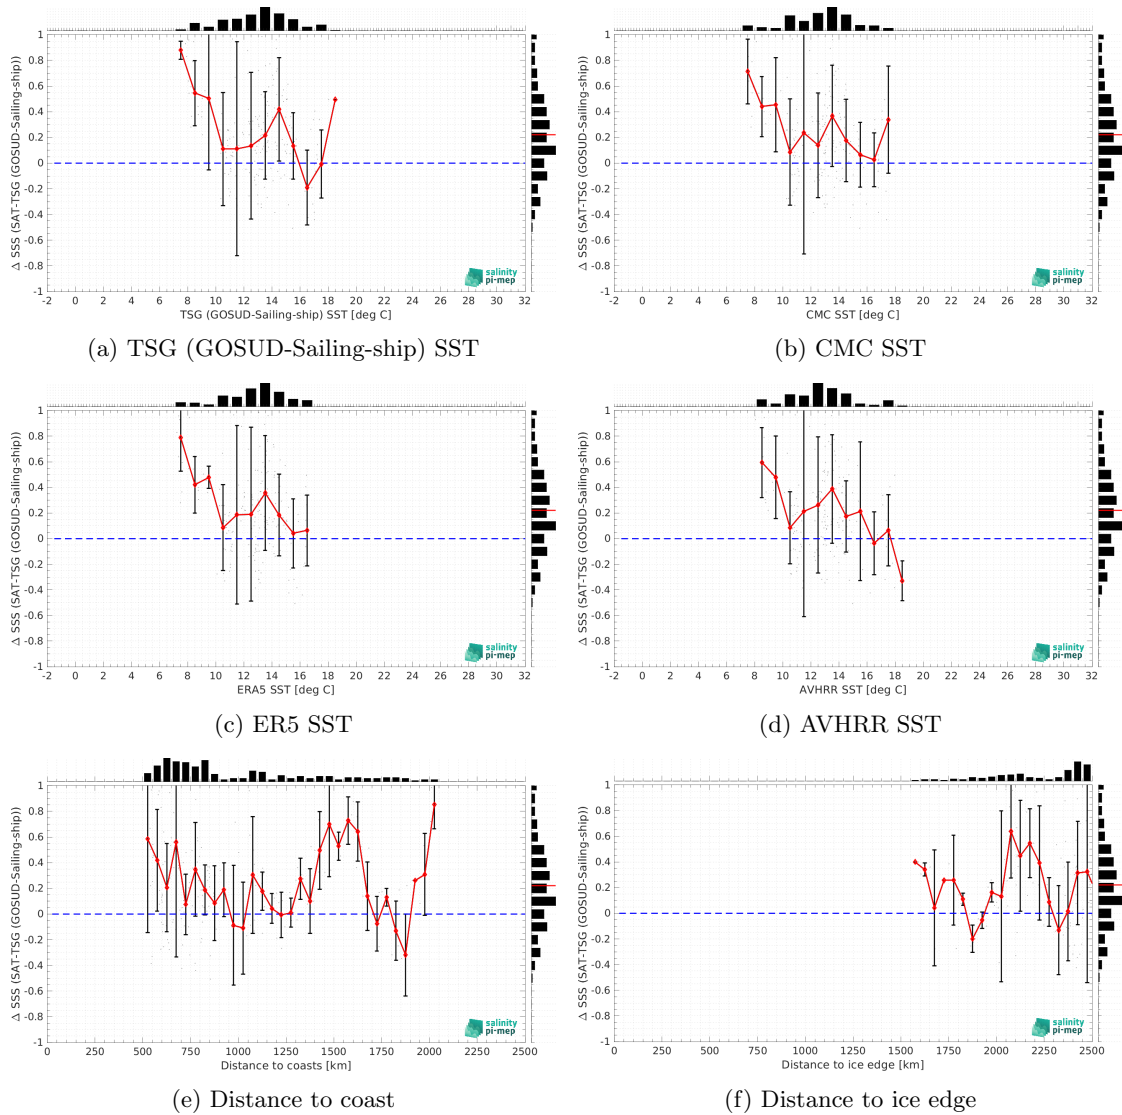 1
0.8
0.6
0.4
0.2
0
-0.2
-0.4
-0.6
-0.8
-1
Δ SSS (SAT-TSG (GOSUD-Sailing-ship))
-2 0 2 4 6 8 10 12 14 16 18 20 22 24 26 28 30 32
TSG (GOSUD-Sailing-ship) SST [deg C]
salinity
pi-mep
(a) TSG (GOSUD-Sailing-ship) SST
1
0.8
0.6
0.4
0.2
0
-0.2
-0.4
-0.6
-0.8
-1
Δ SSS (SAT-TSG (GOSUD-Sailing-ship))
-2 0 2 4 6 8 10 12 14 16 18 20 22 24 26 28 30 32
CMC SST [deg C]
salinity
pi-mep
(b) CMC SST
1
0.8
0.6
0.4
0.2
0
-0.2
-0.4
-0.6
-0.8
-1
Δ SSS (SAT-TSG (GOSUD-Sailing-ship))
-2 0 2 4 6 8 10 12 14 16 18 20 22 24 26 28 30 32
ERA5 SST [deg C]
salinity
pi-mep
(c) ER5 SST
1
0.8
0.6
0.4
0.2
0
-0.2
-0.4
-0.6
-0.8
-1
Δ SSS (SAT-TSG (GOSUD-Sailing-ship))
-2 0 2 4 6 8 10 12 14 16 18 20 22 24 26 28 30 32
AVHRR SST [deg C]
salinity
pi-mep
(d) AVHRR SST
1
0.8
0.6
0.4
0.2
0
-0.2
-0.4
-0.6
-0.8
-1
Δ SSS (SAT-TSG (GOSUD-Sailing-ship))
0 250 500 750 1000 1250 1500 1750 2000 2250 2500
Distance to coasts [km]
salinity
pi-mep
(e) Distance to coast
1
0.8
0.6
0.4
0.2
0
-0.2
-0.4
-0.6
-0.8
-1
Δ SSS (SAT-TSG (GOSUD-Sailing-ship))
0 250 500 750 1000 1250 1500 1750 2000 2250 2500
Distance to ice edge [km]
salinity
pi-mep
(f) Distance to ice edge